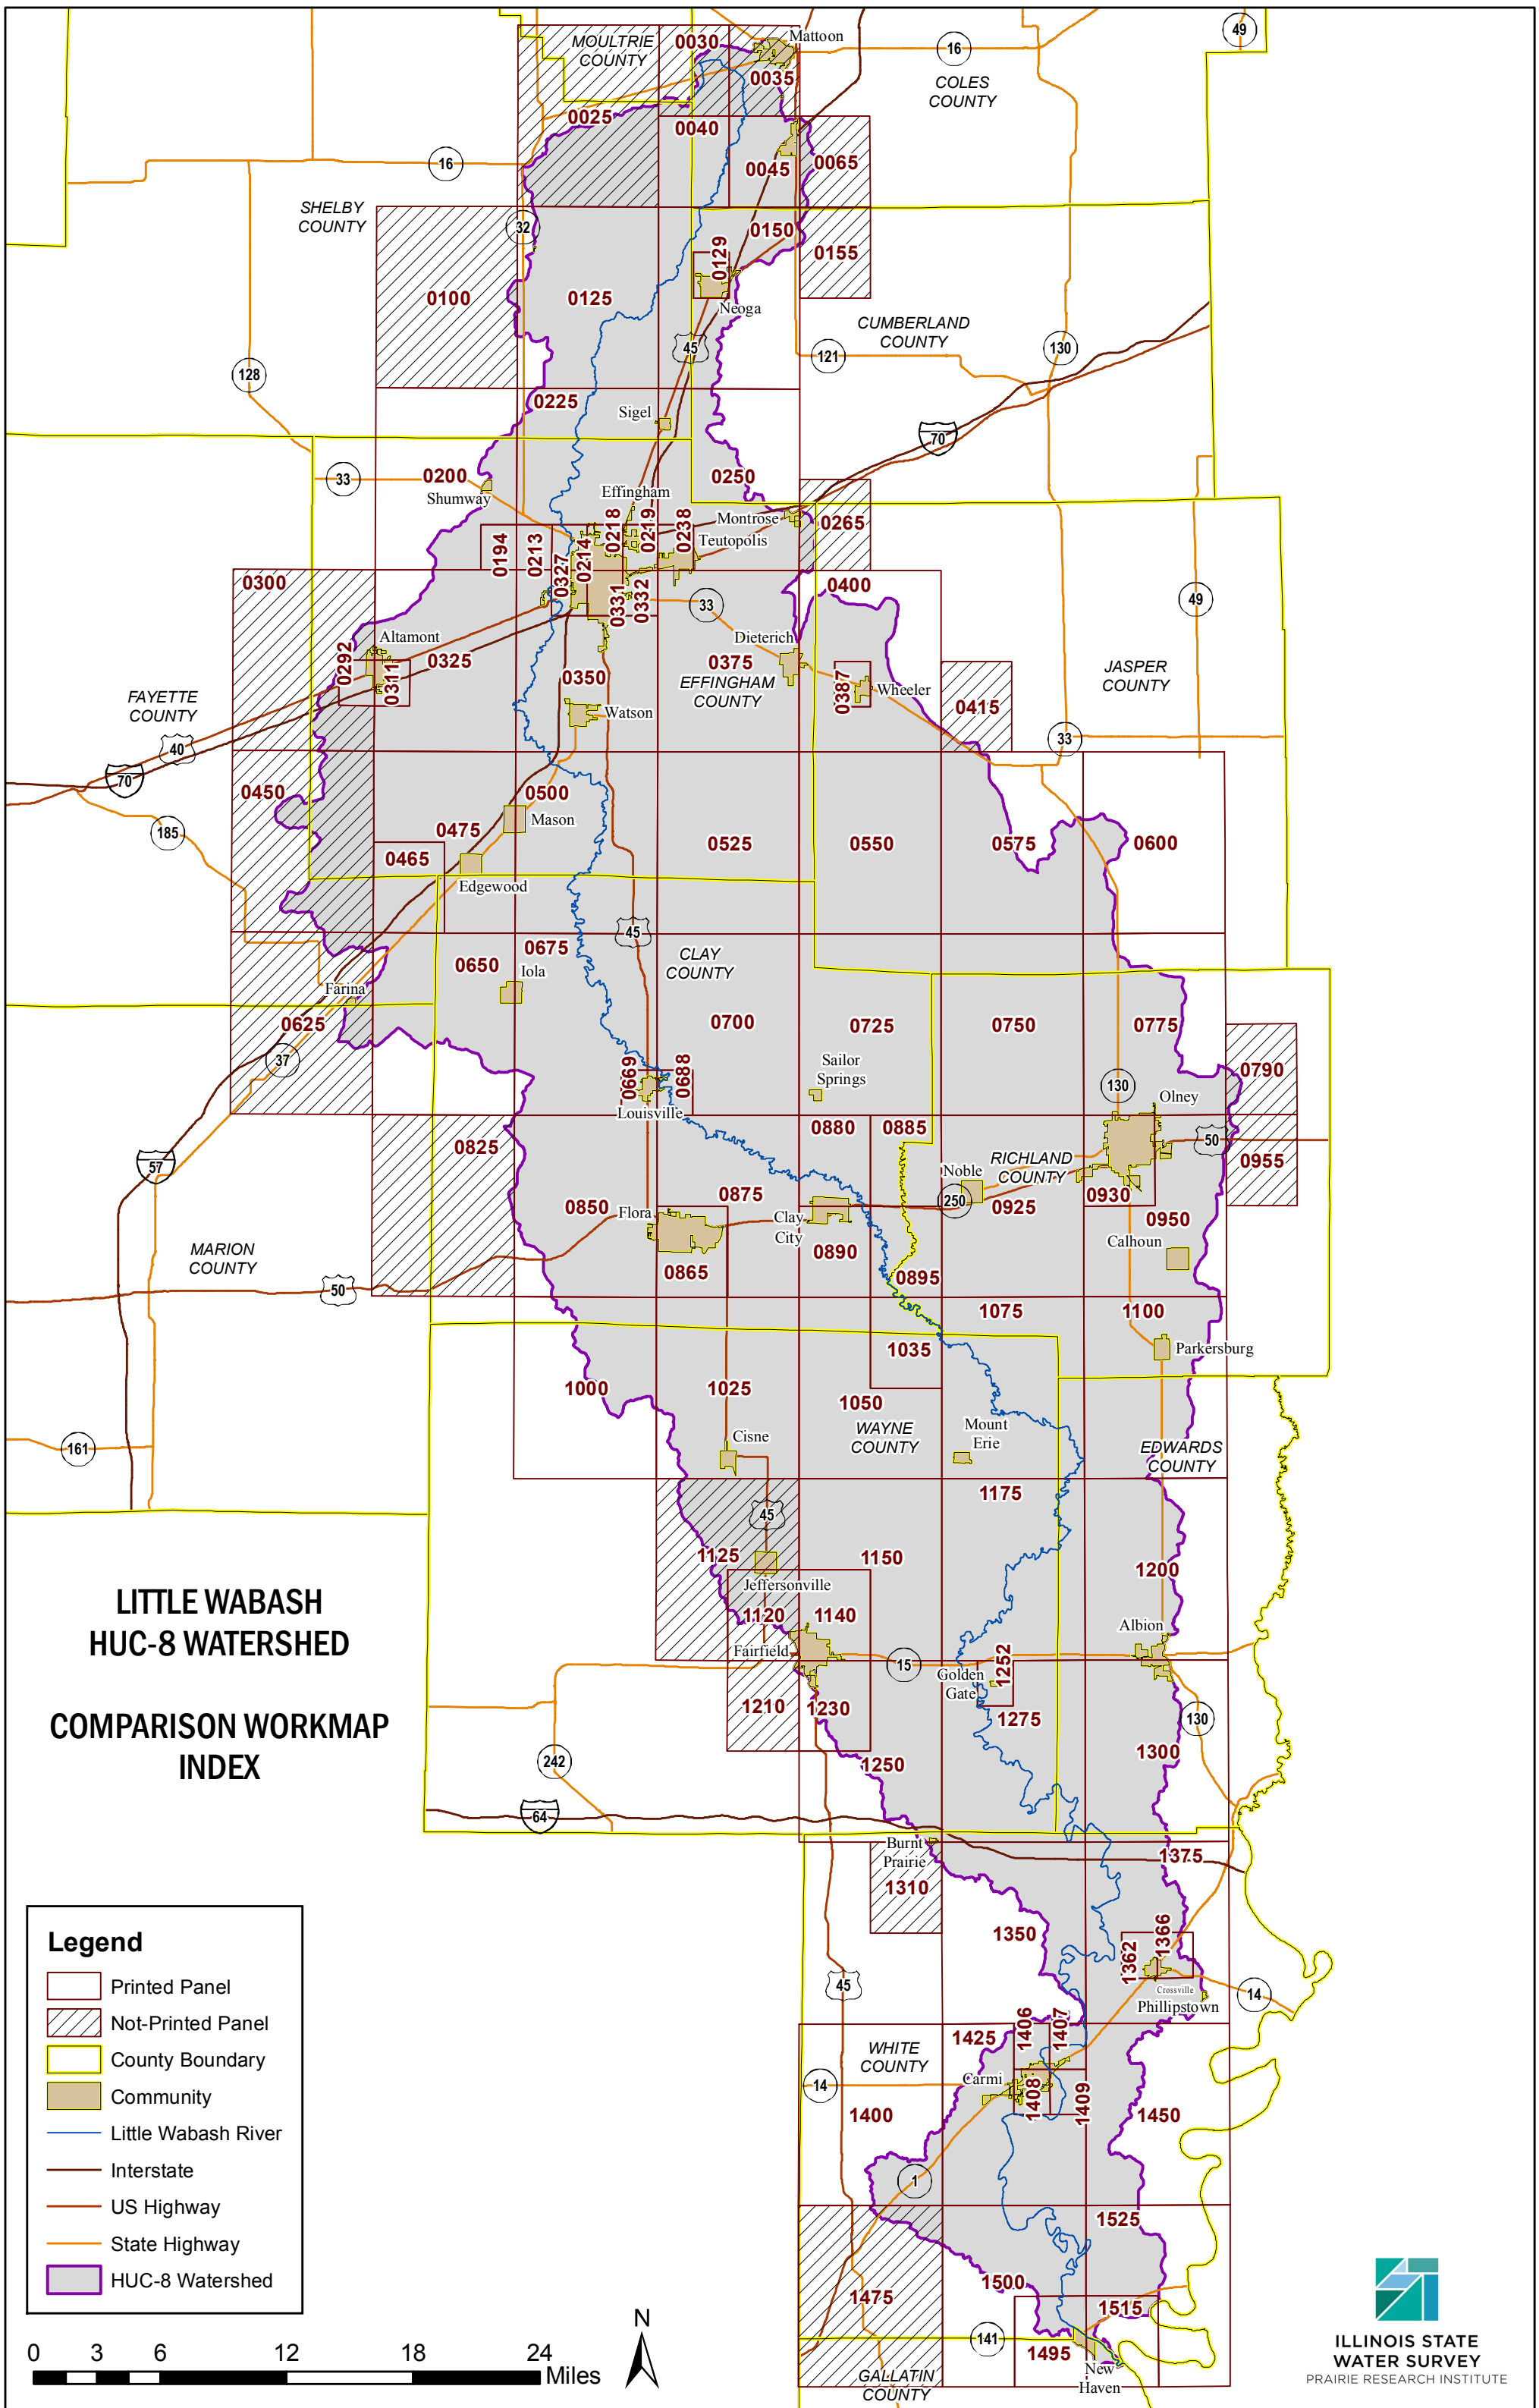 MOULTRIE
COUNTY
0030
Mattoon
49
16
0035
COLES
COUNTY
0025
0040
16
0045
0065
SHELBY
COUNTY
32
0150
0129
0155
0100
0125
Neoga
CUMBERLAND
COUNTY
45
121
130
128
0225
Sigel
70
33
0200
Shumway
0250
Effingham
0194
0213
0327
0214
0218
0219
0238
Montrose
Teutopolis
0265
0300
0331
0332
33
0400
49
Altamont
0292
0311
0325
Dieterich
0350
0375
EFFINGHAM
COUNTY
0387
Wheeler
JASPER
COUNTY
FAYETTE
COUNTY
Watson
0415
40
33
70
0450
0500
185
0475
Mason
0465
0525
0550
0575
0600
Edgewood
45
0675
CLAY
COUNTY
0650
Iola
Farina
0625
0700
0725
0750
0775
37
Sailor
Springs
0669
0688
130
0790
Olney
Louisville
0880
0885
57
0825
RICHLAND
COUNTY
50
0955
Noble
250
0930
0875
0850
Flora
0925
0950
Clay
City
Calhoun
MARION
COUNTY
0890
0865
0895
50
1075
1100
1035
Parkersburg
1000
1025
1050
WAYNE
COUNTY
Mount
Erie
161
Cisne
EDWARDS
COUNTY
1175
45
1125
1150
1200
Jeffersonville
LITTLE WABASH
HUC-8 WATERSHED
1120
1140
Albion
Fairfield
15
Golden
Gate
1252
COMPARISON WORKMAP
INDEX
1210
1230
1275
130
242
1250
1300
64
Burnt
Prairie
1375
1310
Legend
Printed Panel
Not-Printed Panel
County Boundary
Community
Little Wabash River
Interstate
US Highway
State Highway
HUC-8 Watershed
1350
1362
1366
45
Crossville
Phillipstown
14
1425
1406
1407
WHITE
COUNTY
14
Carmi
1408
1409
1400
1450
1
1525
1500
1475
1515
141
1495
New
Haven
GALLATIN
COUNTY
N
0 3 6 12 18 24
Miles
ILLINOIS STATE
WATER SURVEY
PRAIRIE RESEARCH INSTITUTE